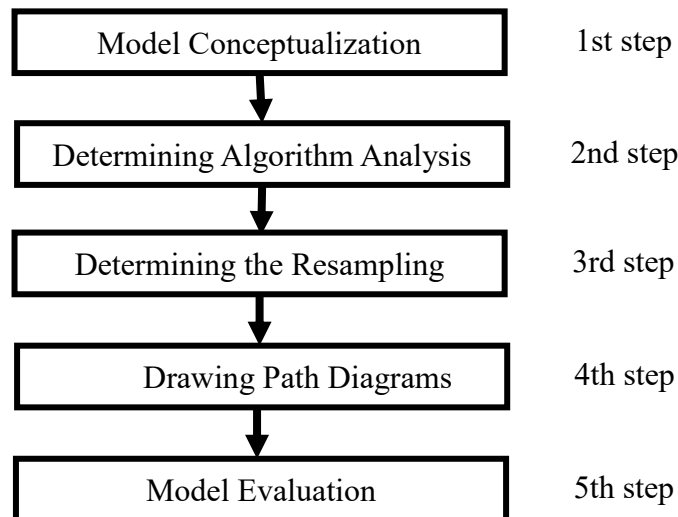 Model Conceptualization 1st step
Determining Algorithm Analysis 2nd step
Determining the Resampling 3rd step
Drawing Path Diagrams 4th step
Model Evaluation 5th step